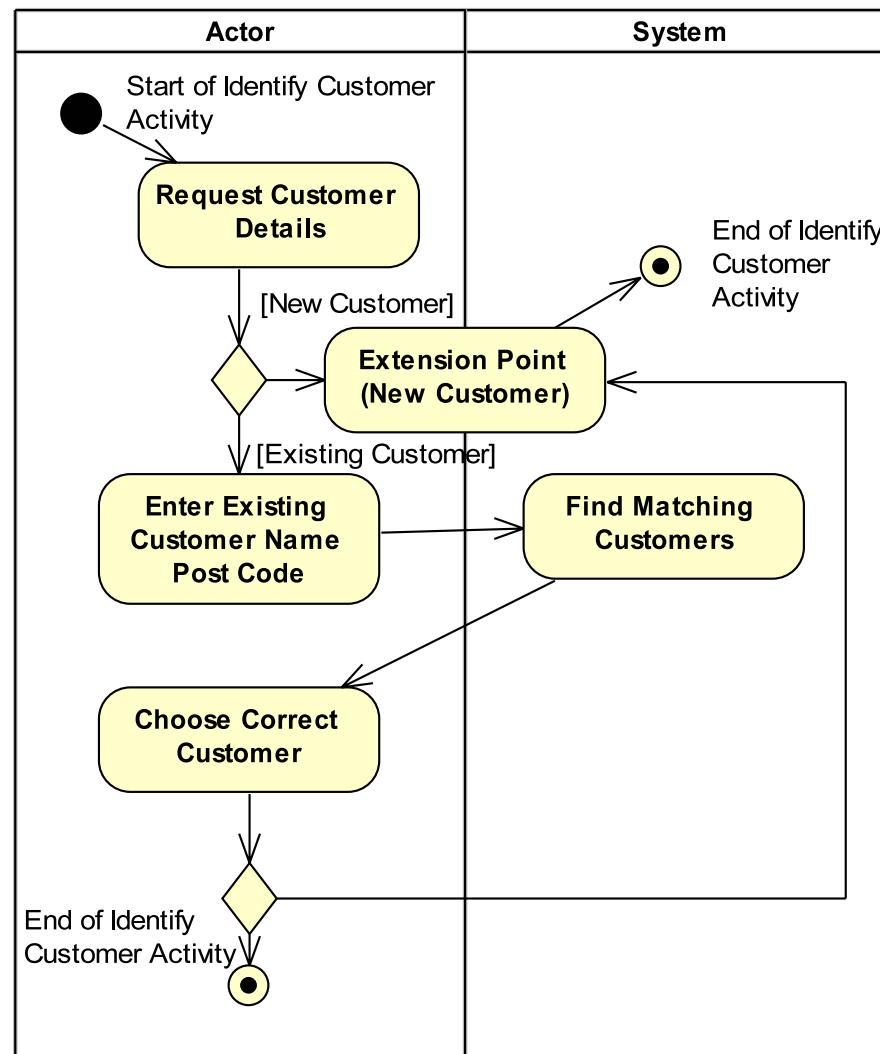 Actor
System
Start of Identify Customer
Activity
Request Customer
Details
End of Identify
Customer
Activity
[New Customer]
Extension Point
(New Customer)
[Existing Customer]
Enter Existing
Customer Name
Post Code
Find Matching
Customers
Choose Correct
Customer
End of Identify
Customer Activity